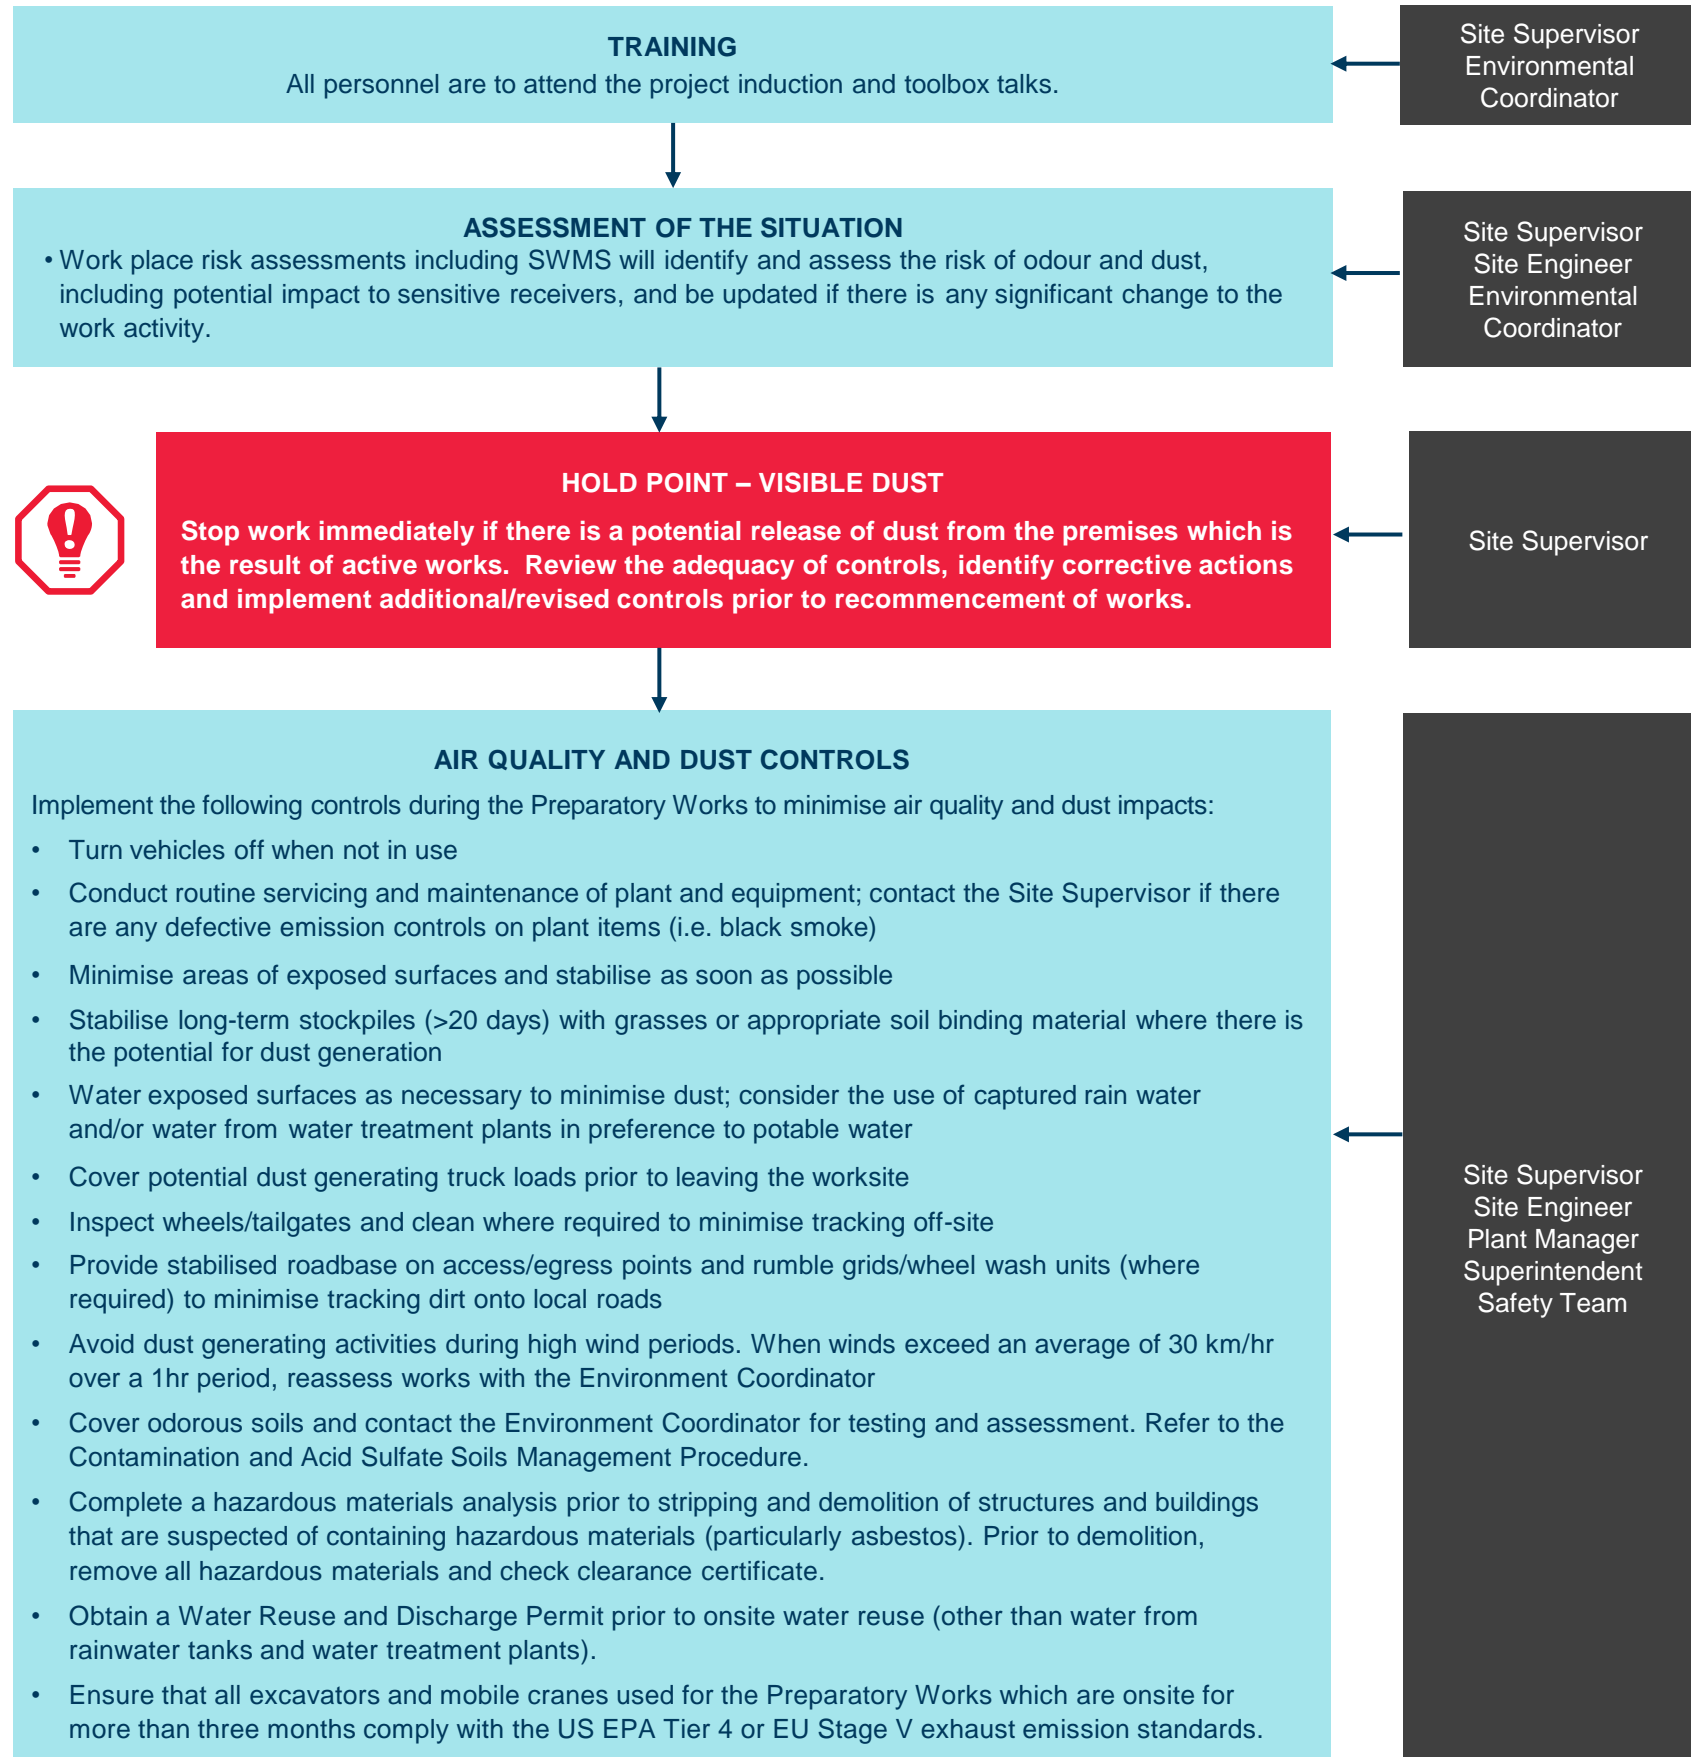 TRAINING
All personnel are to attend the project induction and toolbox talks.
Site Supervisor
Environmental
Coordinator
ASSESSMENT OF THE SITUATION
• Work place risk assessments including SWMS will identify and assess the risk of odour and dust,
including potential impact to sensitive receivers, and be updated if there is any significant change to the
work activity.
Site Supervisor
Site Engineer
Environmental
Coordinator
HOLD POINT – VISIBLE DUST
Stop work immediately if there is a potential release of dust from the premises which is
the result of active works. Review the adequacy of controls, identify corrective actions
and implement additional/revised controls prior to recommencement of works.
Site Supervisor
AIR QUALITY AND DUST CONTROLS
Implement the following controls during the Preparatory Works to minimise air quality and dust impacts:
• Turn vehicles off when not in use
• Conduct routine servicing and maintenance of plant and equipment; contact the Site Supervisor if there
are any defective emission controls on plant items (i.e. black smoke)
• Minimise areas of exposed surfaces and stabilise as soon as possible
• Stabilise long-term stockpiles (>20 days) with grasses or appropriate soil binding material where there is
the potential for dust generation
• Water exposed surfaces as necessary to minimise dust; consider the use of captured rain water
and/or water from water treatment plants in preference to potable water
• Cover potential dust generating truck loads prior to leaving the worksite
• Inspect wheels/tailgates and clean where required to minimise tracking off-site
• Provide stabilised roadbase on access/egress points and rumble grids/wheel wash units (where
required) to minimise tracking dirt onto local roads
• Avoid dust generating activities during high wind periods. When winds exceed an average of 30 km/hr
over a 1hr period, reassess works with the Environment Coordinator
• Cover odorous soils and contact the Environment Coordinator for testing and assessment. Refer to the
Contamination and Acid Sulfate Soils Management Procedure.
• Complete a hazardous materials analysis prior to stripping and demolition of structures and buildings
that are suspected of containing hazardous materials (particularly asbestos). Prior to demolition,
remove all hazardous materials and check clearance certificate.
• Obtain a Water Reuse and Discharge Permit prior to onsite water reuse (other than water from
rainwater tanks and water treatment plants).
• Ensure that all excavators and mobile cranes used for the Preparatory Works which are onsite for
more than three months comply with the US EPA Tier 4 or EU Stage V exhaust emission standards.
Site Supervisor
Site Engineer
Plant Manager
Superintendent
Safety Team